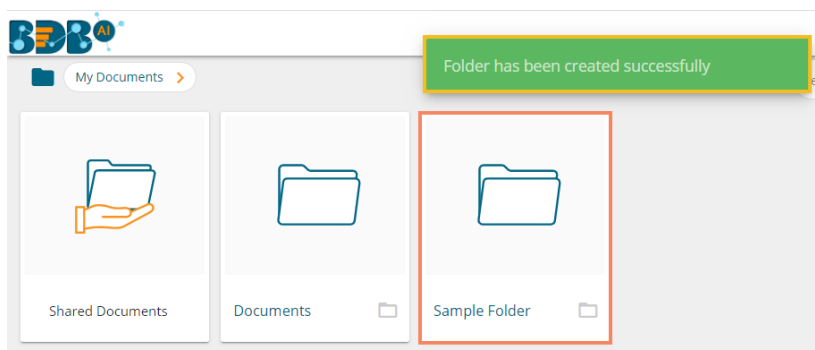 BDB AI
Folder has been created successfully
My Documents
Shared Documents
Documents
Sample Folder